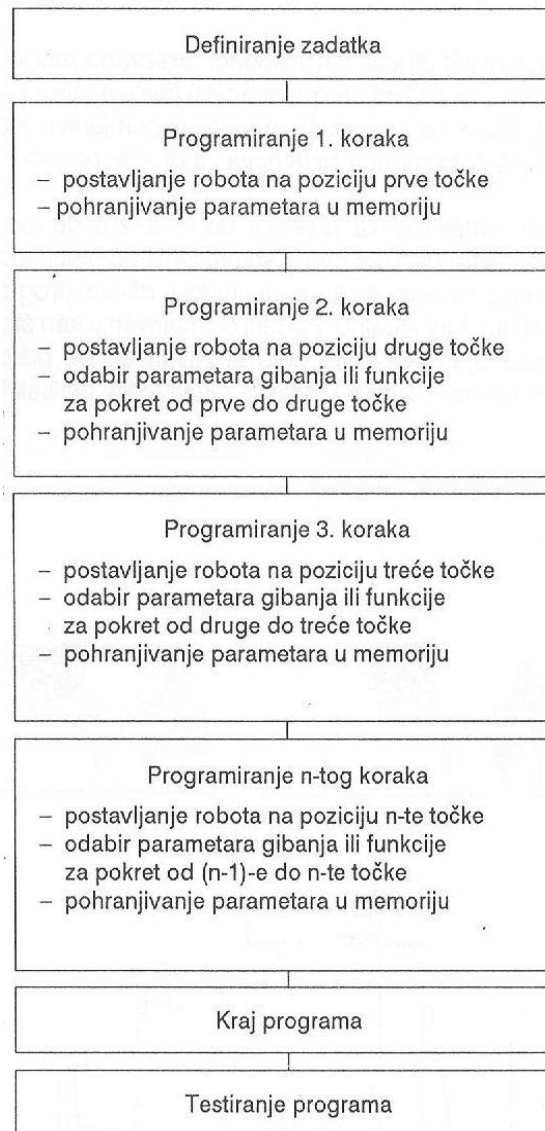 Definiranje zadatka
Programiranje 1. koraka
– postavljanje robota na poziciju prve točke
– pohranjivanje parametara u memoriju
Programiranje 2. koraka
– postavljanje robota na poziciju druge točke
– odabir parametara gibanja ili funkcije
za pokret od prve do druge točke
– pohranjivanje parametara u memoriju
Programiranje 3. koraka
– postavljanje robota na poziciju treće točke
– odabir parametara gibanja ili funkcije
za pokret od druge do treće točke
– pohranjivanje parametara u memoriju
Programiranje n-tog koraka
– postavljanje robota na poziciju n-te točke
– odabir parametara gibanja ili funkcije
za pokret od (n-1)-e do n-te točke
– pohranjivanje parametara u memoriju
Kraj programa
Testiranje programa